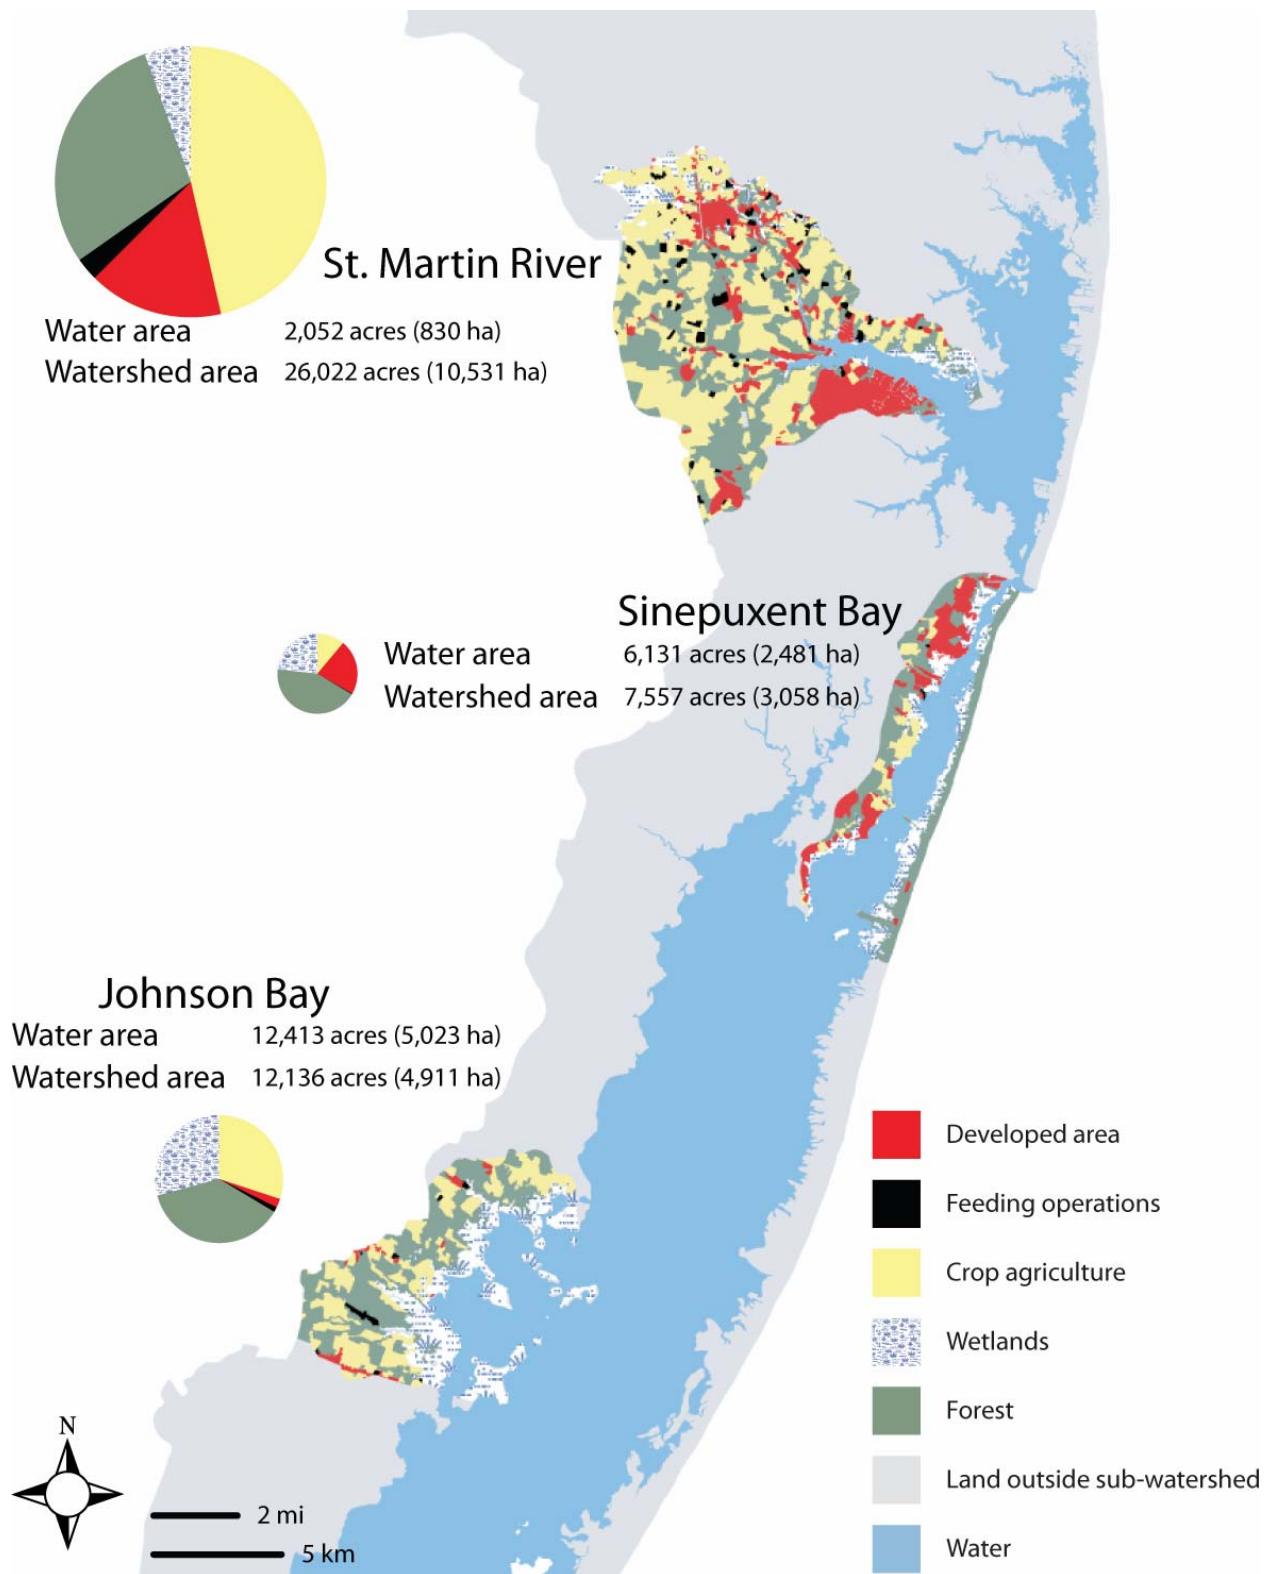 St. Martin River
Water area 2,052 acres (830 ha)
Watershed area 26,022 acres (10,531 ha)
Sinepuxent Bay
Water area 6,131 acres (2,481 ha)
Watershed area 7,557 acres (3,058 ha)
Johnson Bay
Water area 12,413 acres (5,023 ha)
Watershed area 12,136 acres (4,911 ha)
Developed area
Feeding operations
Crop agriculture
Wetlands
Forest
Land outside sub-watershed
Water
N
2 mi
5 km